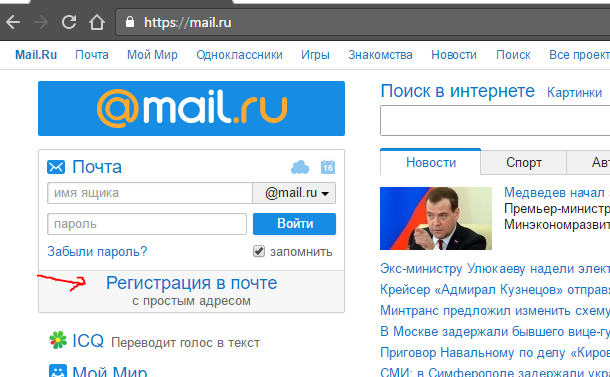 https://mail.ru
Mail.Ru Почта Мой Мир Одноклассники Игры Знакомства Новости Поиск Все проект
@mail.ru
Почта
16
имя ящика @mail.ru
пароль Войти
Забыли пароль? запомнить
Регистрация в почте
с простым адресом
ICQ Переводит голос в текст
Мой Мир
Поиск в интернете Картинки
Новости Спорт Авт
Медведев начал
Премьер-министр
Минэкономразвит
Экс-министру Улюкаеву надели элект
Крейсер «Адмирал Кузнецов» отправ
Минтранс предложил изменить схему
В Москве задержали бывшего вице-гу
Приговор Навальному по делу «Киров
СМИ: в Симферополе задержали укра